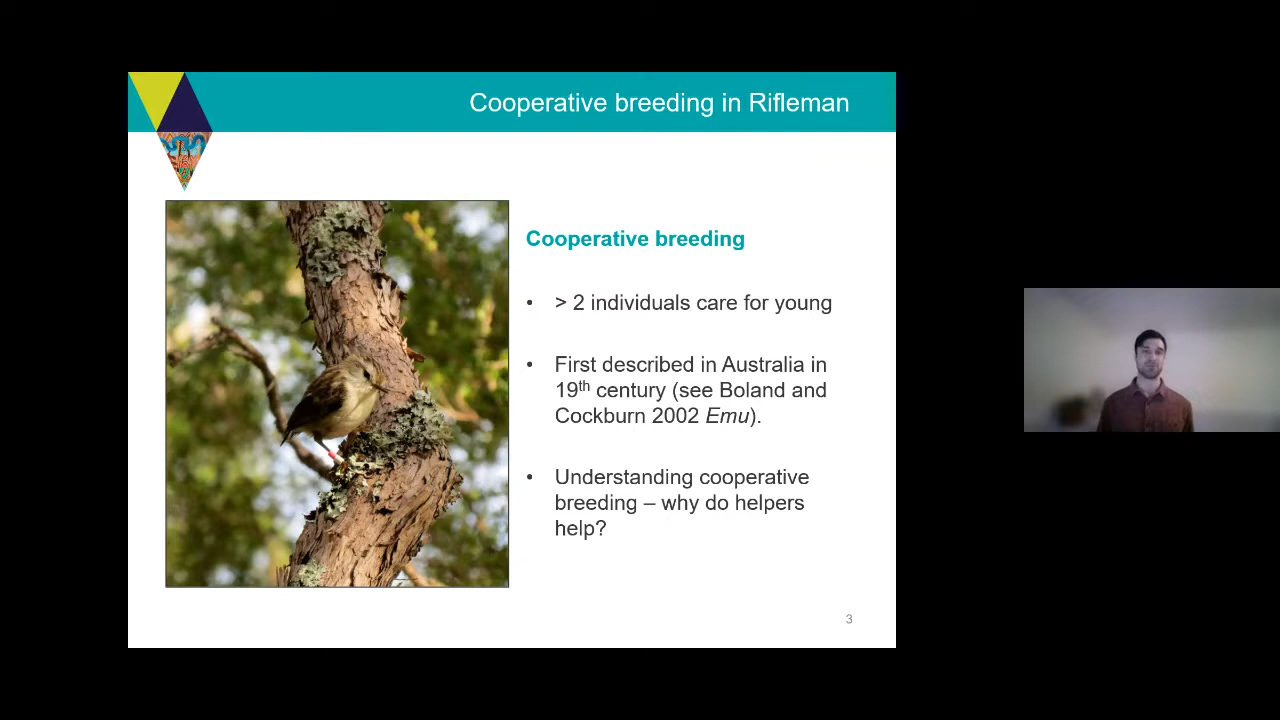 Cooperative breeding in Rifleman
Cooperative breeding
• > 2 individuals care for young
• First described in Australia in
19th century (see Boland and
Cockburn 2002 Emu).
• Understanding cooperative
breeding – why do helpers
help?
3